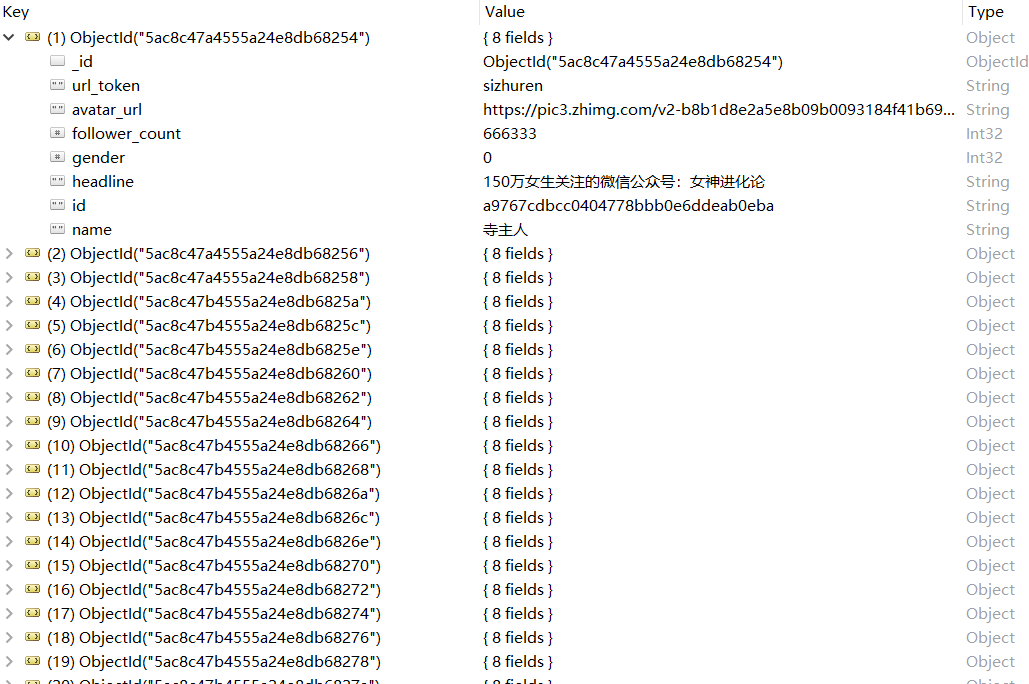 Key Value Type
(1) ObjectId("5ac8c47a4555a24e8db68254") { 8 fields } Object
_id ObjectId("5ac8c47a4555a24e8db68254") ObjectId
"" url_token sizhuren String
"" avatar_url https://pic3.zhimg.com/v2-b8b1d8e2a5e8b09b0093184f41b69... String
# follower_count 666333 Int32
# gender 0 Int32
"" headline 150万女生关注的微信公众号：女神进化论 String
"" id a9767cdbcc0404778bbb0e6ddeab0eba String
"" name 寺主人 String
(2) ObjectId("5ac8c47a4555a24e8db68256") { 8 fields } Object
(3) ObjectId("5ac8c47a4555a24e8db68258") { 8 fields } Object
(4) ObjectId("5ac8c47b4555a24e8db6825a") { 8 fields } Object
(5) ObjectId("5ac8c47b4555a24e8db6825c") { 8 fields } Object
(6) ObjectId("5ac8c47b4555a24e8db6825e") { 8 fields } Object
(7) ObjectId("5ac8c47b4555a24e8db68260") { 8 fields } Object
(8) ObjectId("5ac8c47b4555a24e8db68262") { 8 fields } Object
(9) ObjectId("5ac8c47b4555a24e8db68264") { 8 fields } Object
(10) ObjectId("5ac8c47b4555a24e8db68266") { 8 fields } Object
(11) ObjectId("5ac8c47b4555a24e8db68268") { 8 fields } Object
(12) ObjectId("5ac8c47b4555a24e8db6826a") { 8 fields } Object
(13) ObjectId("5ac8c47b4555a24e8db6826c") { 8 fields } Object
(14) ObjectId("5ac8c47b4555a24e8db6826e") { 8 fields } Object
(15) ObjectId("5ac8c47b4555a24e8db68270") { 8 fields } Object
(16) ObjectId("5ac8c47b4555a24e8db68272") { 8 fields } Object
(17) ObjectId("5ac8c47b4555a24e8db68274") { 8 fields } Object
(18) ObjectId("5ac8c47b4555a24e8db68276") { 8 fields } Object
(19) ObjectId("5ac8c47b4555a24e8db68278") { 8 fields } Object